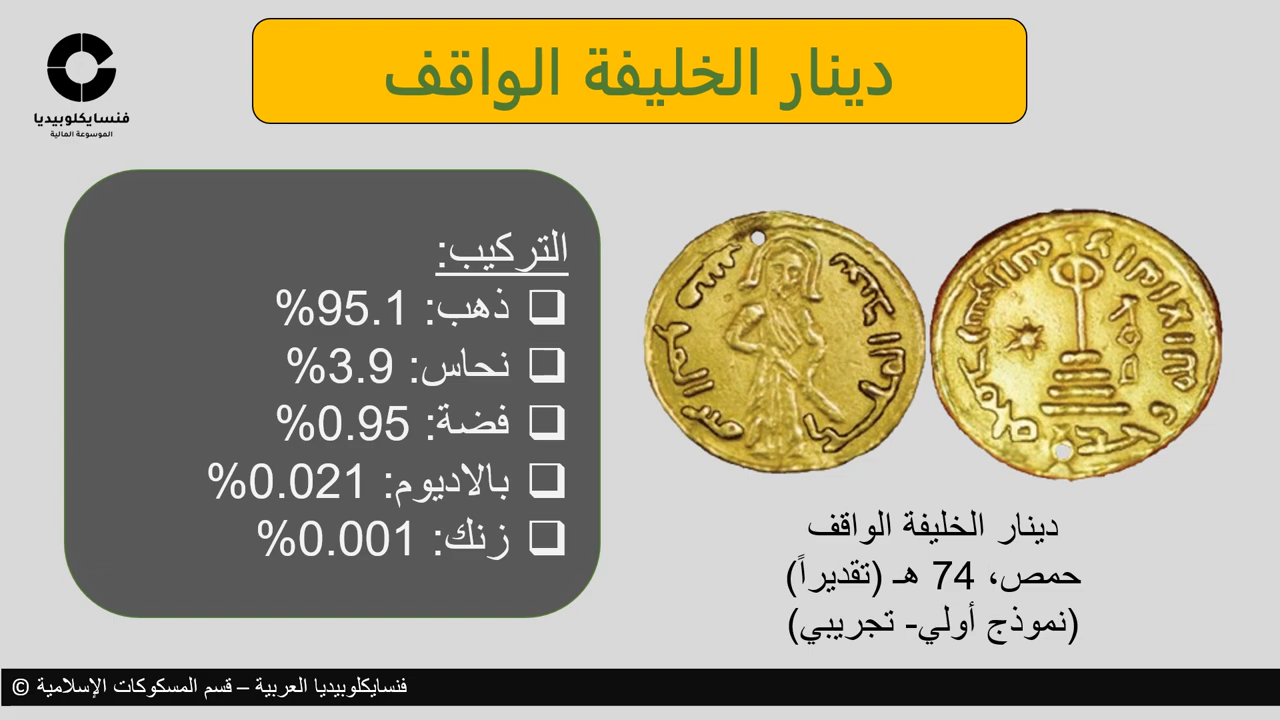 دينار الخليفة الواقف
فنسايكلوبيديا
الموسوعة المالية
التركيب:
ذهب: 95.1%
نحاس: 3.9%
فضة: 0.95%
بالاديوم: 0.021%
زنك: 0.001%
دينار الخليفة الواقف
حمص، 74 هـ (تقديراً)
(نموذج أولي- تجريبي)
فنسايكلوبيديا العربية – قسم المسكوكات الإسلامية ©